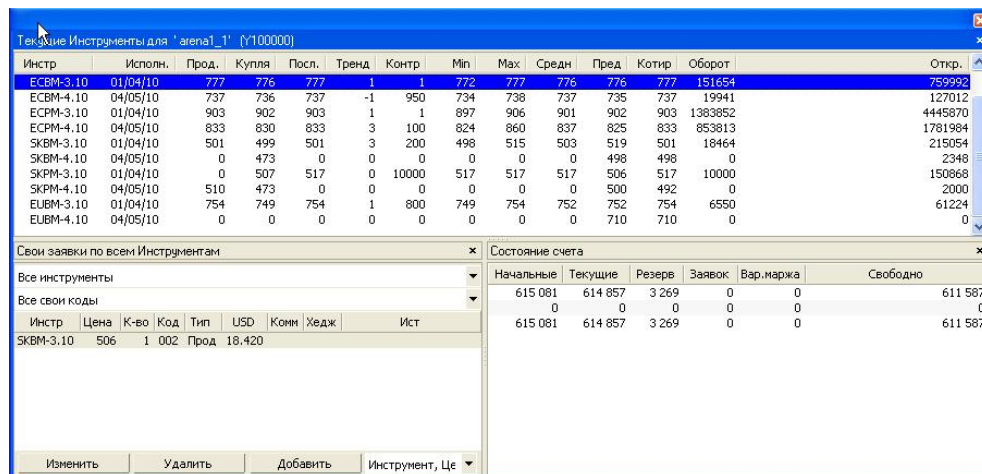 Текущие Инструменты для 'arena1_1' (Y100000)
Инстр Исполн. Прод. Купля Посл. Тренд Контр Min Max Средн Пред Котир Оборот Откр.
ECBM-3.10 01/04/10 777 776 777 1 1 772 777 776 776 777 151654 759992
ECBM-4.10 04/05/10 737 736 737 -1 950 734 738 737 735 737 19941 127012
ECPM-3.10 01/04/10 903 902 903 1 1 897 906 901 902 903 1383852 4445870
ECPM-4.10 04/05/10 833 830 833 3 100 824 860 837 825 833 853813 1781984
SKBM-3.10 01/04/10 501 499 501 3 200 498 515 503 519 501 18464 215054
SKBM-4.10 04/05/10 0 473 0 0 0 0 0 0 498 498 0 2348
SKPM-3.10 01/04/10 0 507 517 0 10000 517 517 517 506 517 10000 150868
SKPM-4.10 04/05/10 510 473 0 0 0 0 0 0 500 492 0 2000
EUBM-3.10 01/04/10 754 749 754 1 800 749 754 752 752 754 6550 61224
EUBM-4.10 04/05/10 0 0 0 0 0 0 0 0 710 710 0 0
Свои заявки по всем Инструментам
Все инструменты
Все свои коды
Инстр Цена К-во Код Тип USD Комм Хедж Ист
SKBM-3.10 506 1 002 Прод 18.420
Изменить Удалить Добавить Инструмент, Це
Состояние счета
Начальные Текущие Резерв Заявок Вар.маржа Свободно
615 081 614 857 3 269 0 0 611 587
0 0 0 0 0 0
615 081 614 857 3 269 0 0 611 587